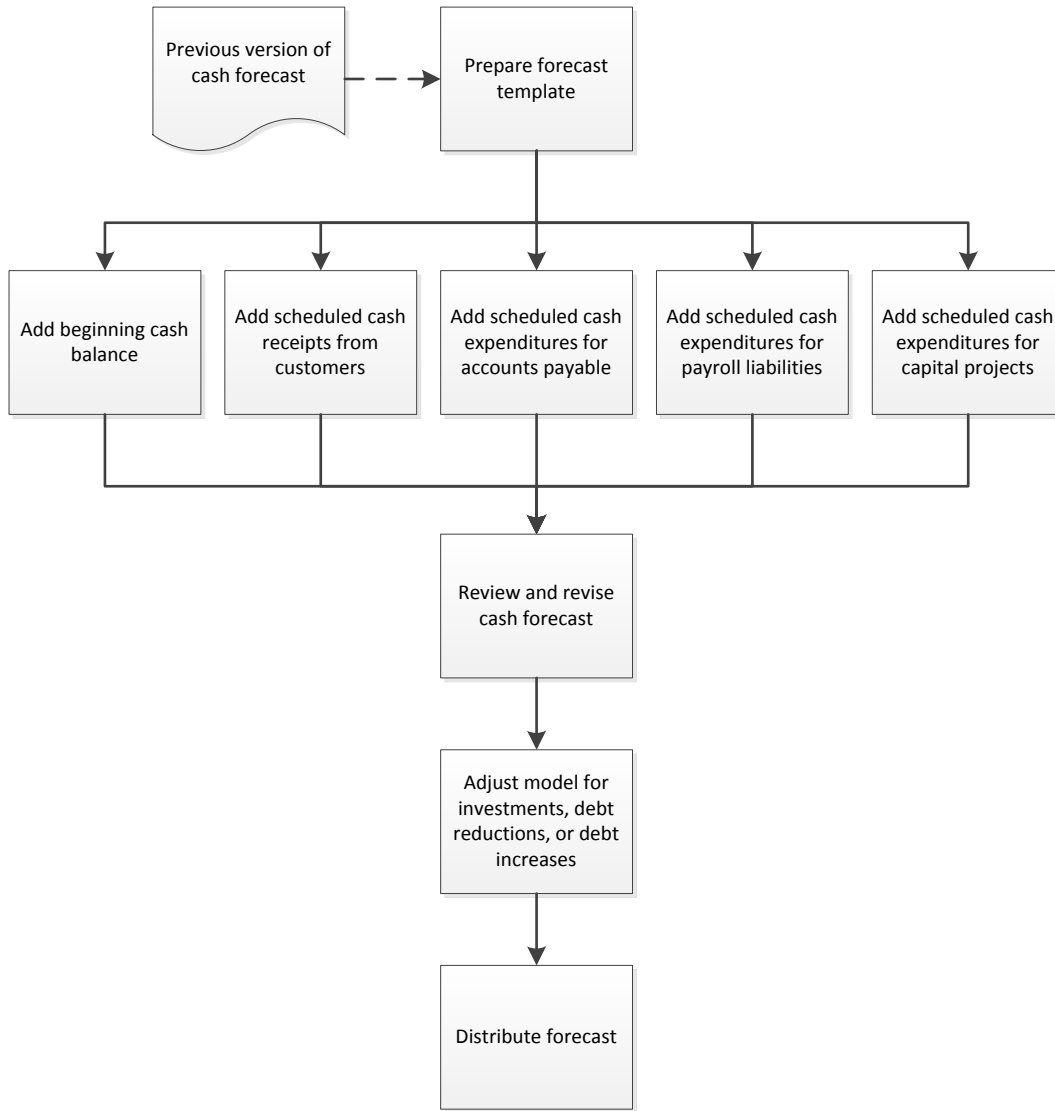 Previous version of
cash forecast
Prepare forecast
template
Add beginning cash
balance
Add scheduled cash
receipts from
customers
Add scheduled cash
expenditures for
accounts payable
Add scheduled cash
expenditures for
payroll liabilities
Add scheduled cash
expenditures for
capital projects
Review and revise
cash forecast
Adjust model for
investments, debt
reductions, or debt
increases
Distribute forecast